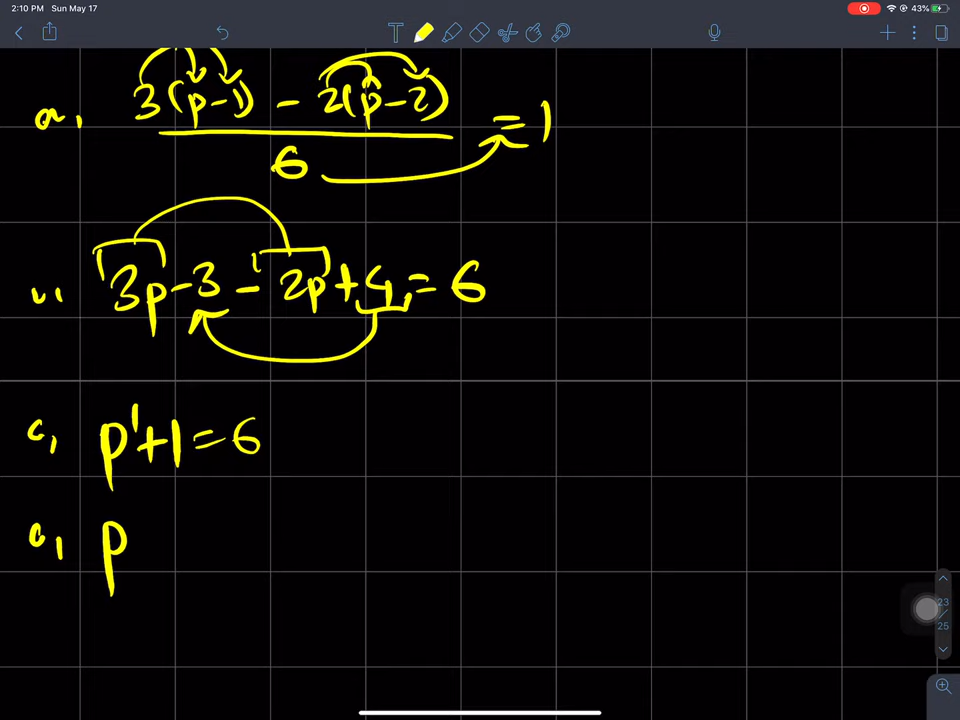 2:10 PM Sun May 17
43%
a, 3(p-1) - 2(p-2) / 6 = 1
3p-3-2p+4=6
c, p'+1=6
p
23/25